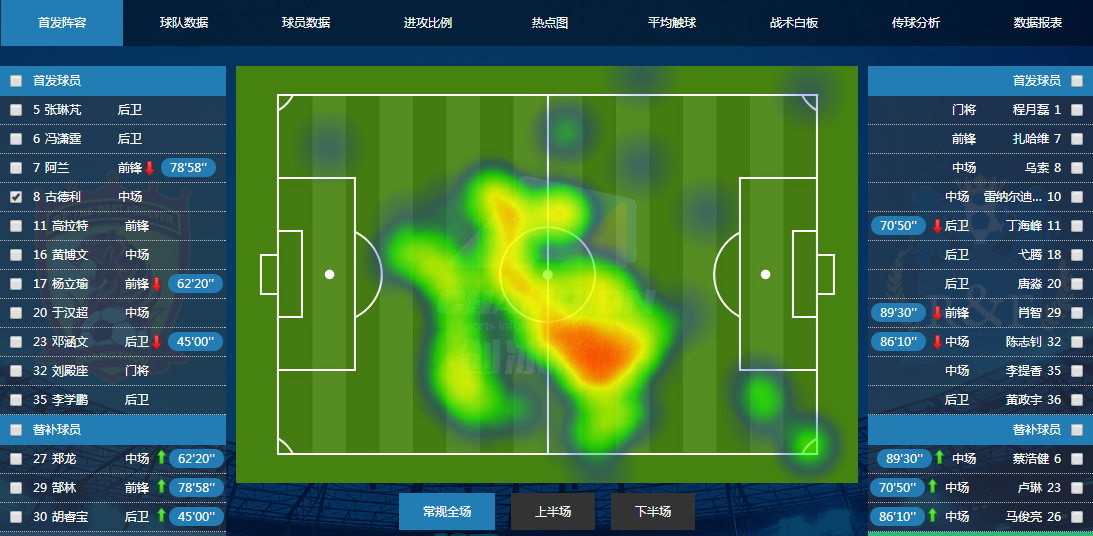 首发阵容 球队数据 球员数据 进攻比例 热点图 平均触球 战术白板 传球分析 数据报表
首发球员
5 张琳芃 后卫
6 冯潇霆 后卫
7 阿兰 前锋 78'58''
8 古德利 中场
11 高拉特 前锋
16 黄博文 中场
17 杨立瑜 前锋 62'20''
20 于汉超 中场
23 邓涵文 后卫 45'00''
32 刘殿座 门将
35 李学鹏 后卫
替补球员
27 郑龙 中场 62'20''
29 郜林 前锋 78'58''
30 胡睿宝 后卫 45'00''
常规全场 上半场 下半场
首发球员
门将 程月磊 1
前锋 扎哈维 7
中场 乌索 8
中场 雷纳尔迪... 10
70'50'' 后卫 丁海峰 11
后卫 弋腾 18
后卫 唐淼 20
89'30'' 前锋 肖智 29
86'10'' 中场 陈志钊 32
中场 李提香 35
后卫 黄政宇 36
替补球员
89'30'' 中场 蔡浩健 6
70'50'' 中场 卢琳 23
86'10'' 中场 马俊亮 26